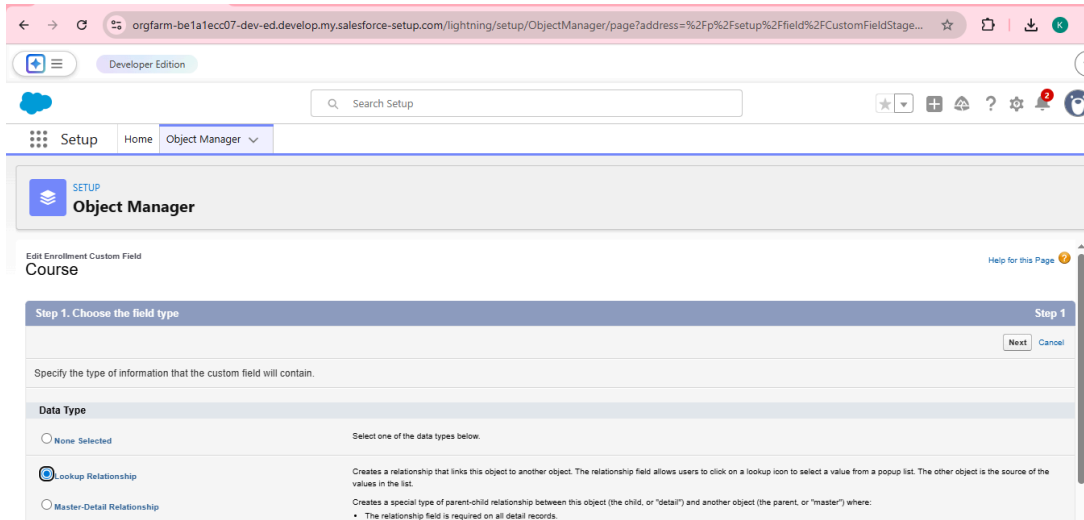 orgfarm-be1a1ecc07-dev-ed.develop.my.salesforce-setup.com/lightning/setup/ObjectManager/page?address=%2Fp%2Fsetup%2Ffield%2FCustomFieldStage...
K
Developer Edition
Search Setup
2
Setup Home Object Manager
SETUP
Object Manager
Edit Enrollment Custom Field
Course
Help for this Page
Step 1. Choose the field type Step 1
Next Cancel
Specify the type of information that the custom field will contain.
Data Type
None Selected Select one of the data types below.
Lookup Relationship Creates a relationship that links this object to another object. The relationship field allows users to click on a lookup icon to select a value from a popup list. The other object is the source of the
values in the list.
Master-Detail Relationship Creates a special type of parent-child relationship between this object (the child, or "detail") and another object (the parent, or "master") where:
• The relationship field is required on all detail records.